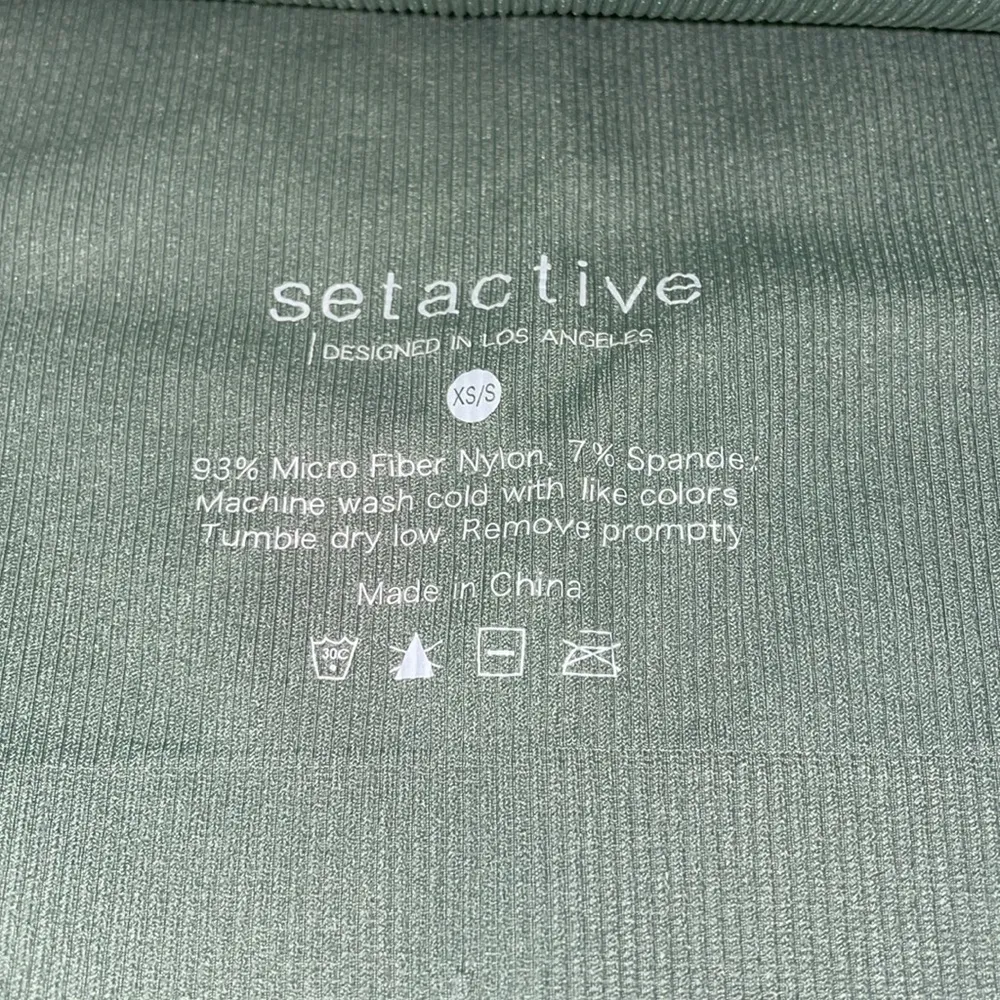 setactive
DESIGNED IN LOS ANGELES
XS/S
93% Micro Fiber Nylon, 7% Spandex
Machine wash cold with like colors
Tumble dry low Remove promptly
Made in China
30C